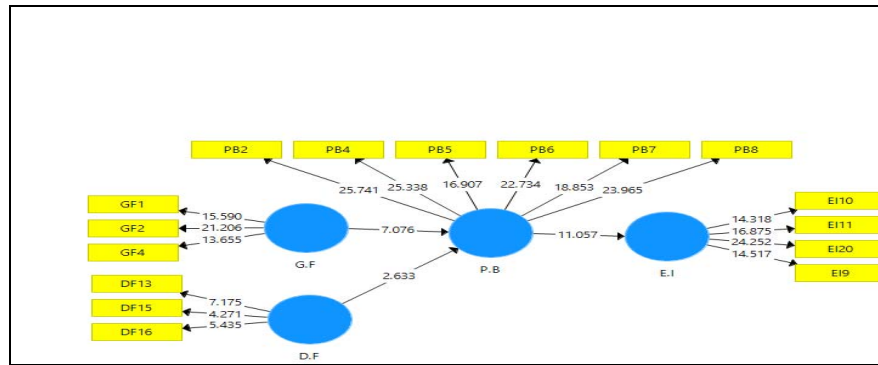 PB2 PB4 PB5 PB6 PB7 PB8
25.741 25.338 16.907 22.734 18.853 23.965
GF1
GF2
GF4
15.590
21.206
13.655
G.F
7.076
P.B
11.057
E.I
14.318
16.875
24.252
14.517
EI10
EI11
EI20
EI9
2.633
DF13
DF15
DF16
7.175
4.271
5.435
D.F